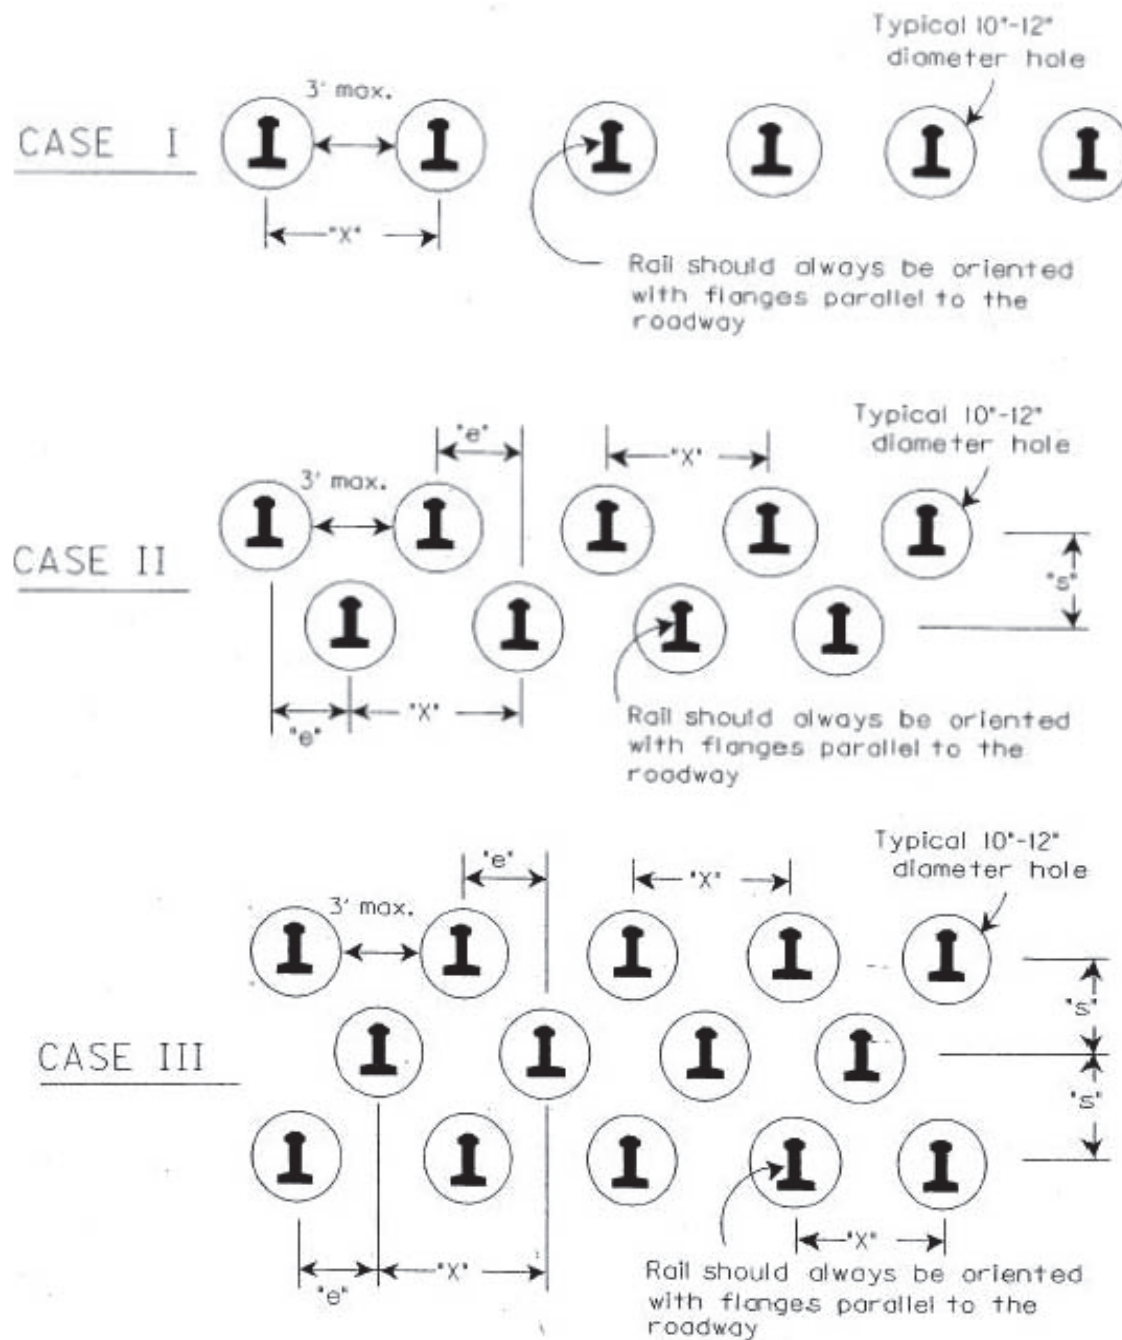 Typical 10"-12"
diameter hole
3' max.
CASE I
"X"
Rail should always be oriented
with flanges parallel to the
roadway
Typical 10"-12"
diameter hole
"e"
"X"
3' max.
CASE II
"s"
"e"
"X"
Rail should always be oriented
with flanges parallel to the
roadway
Typical 10"-12"
diameter hole
"e"
"X"
3' max.
"s"
CASE III
"s"
"e"
"X"
"X"
Rail should always be oriented
with flanges parallel to the
roadway